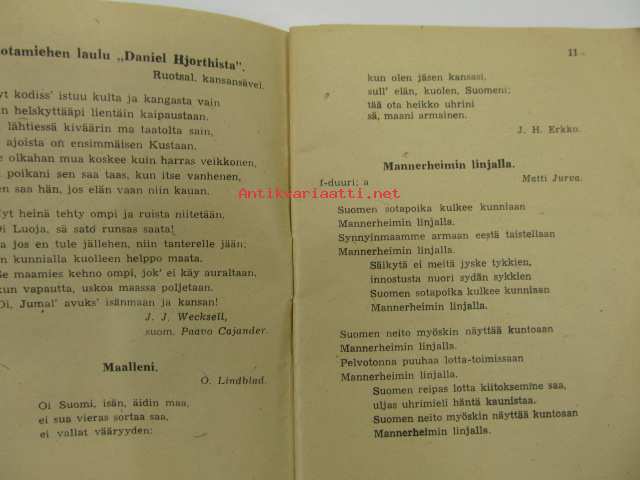 otamiehen laulu „Daniel Hjorthista".
Ruotsal. kansansävel.
yt kodiss' istuu kulta ja kangasta vain
n helskyttääpi lientäin kaipaustaan.
lähtiessä kiväärin ma taatolta sain,
ajoista on ensimmäisen Kustaan.
e olkahan mua koskee kuin harras veikkonen,
poikani sen saa taas, kun itse vanhenen,
en saa hän, jos elän vaan niin kauan.
yt heinä tehty ompi ja ruista niitetään.
Oi Luoja, sä sato runsas saata!
a jos en tule jällehen, niin tanterelle jään;
n kunnialla kuolleen helppo maata.
Se maamies kehno ompi, jok' ei käy auraltaan,
kun vapautta, uskoa maassa poljetaan.
Oi, Jumal' avuks' isänmaan ja kansan!
J. J. Wecksell,
suom. Paavo Cajander.
Maalleni.
O. Lindblad.
Oi Suomi, isän, äidin maa,
ei sua vieras sortaa saa,
ei vallat vääryyden:
11
kun olen jäsen kansasi,
sull' elän, kuolen, Suomeni;
tää ota heikko uhrini
sä, maani armainen.
J. H. Erkko.
Mannerheimin linjalla.
I-duuri; a
Matti Jurva.
Suomen sotapoika kulkee kunniaan
Mannerheimin linjalla.
Synnyinmaamme armaan eestä taistellaan
Mannerheimin linjalla.
Säikytä ei meitä jyske tykkien,
innostusta nuori sydän sykkien
Suomen sotapoika kulkee kunniaan
Mannerheimin linjalla.
Suomen neito myöskin näyttää kuntoaan
Mannerheimin linjalla.
Pelvotonna puuhaa lotta-toimissaan
Mannerheimin linjalla.
Suomen reipas lotta kiitoksemme saa,
uljas uhrimieli häntä kaunistaa.
Suomen neito myöskin näyttää kuntoaan
Mannerheimin linjalla.
Antikvariaatti.net